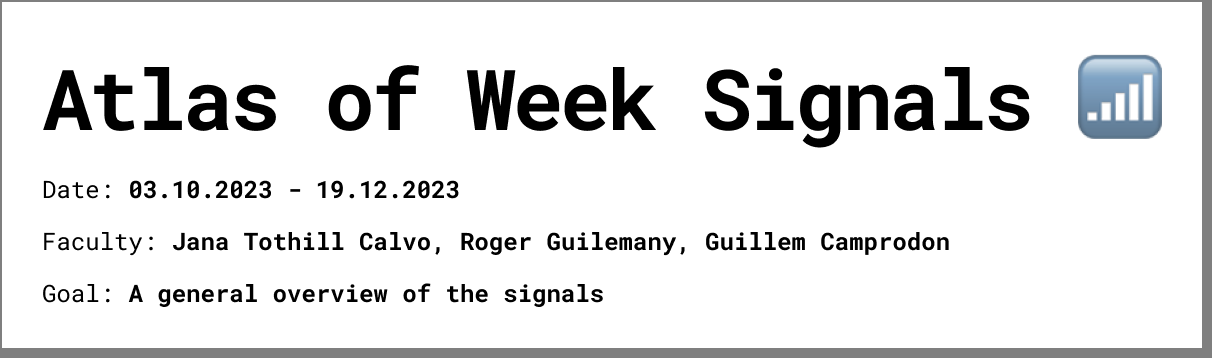 Atlas of Week Signals
Date: 03.10.2023 – 19.12.2023
Faculty: Jana Tothill Calvo, Roger Guilemany, Guillem Camprodon
Goal: A general overview of the signals